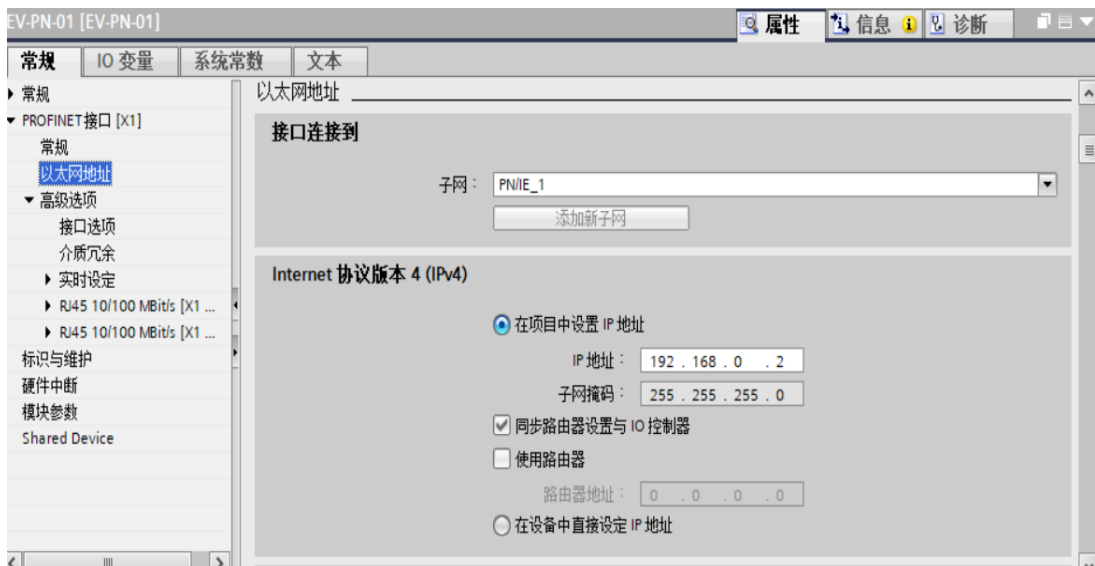 EV-PN-01 [EV-PN-01]
属性
信息
诊断
常规
IO 变量
系统常数
文本
常规
PROFINET接口 [X1]
常规
以太网地址
高级选项
接口选项
介质冗余
实时设定
RJ45 10/100 MBit/s [X1 ...
RJ45 10/100 MBit/s [X1 ...
标识与维护
硬件中断
模块参数
Shared Device
以太网地址
接口连接到
子网：
PN/IE_1
添加新子网
Internet 协议版本 4 (IPv4)
在项目中设置 IP 地址
IP 地址： 192 . 168 . 0 . 2
子网掩码： 255 . 255 . 255 . 0
同步路由器设置与 IO 控制器
使用路由器
路由器地址： 0 . 0 . 0 . 0
在设备中直接设定 IP 地址